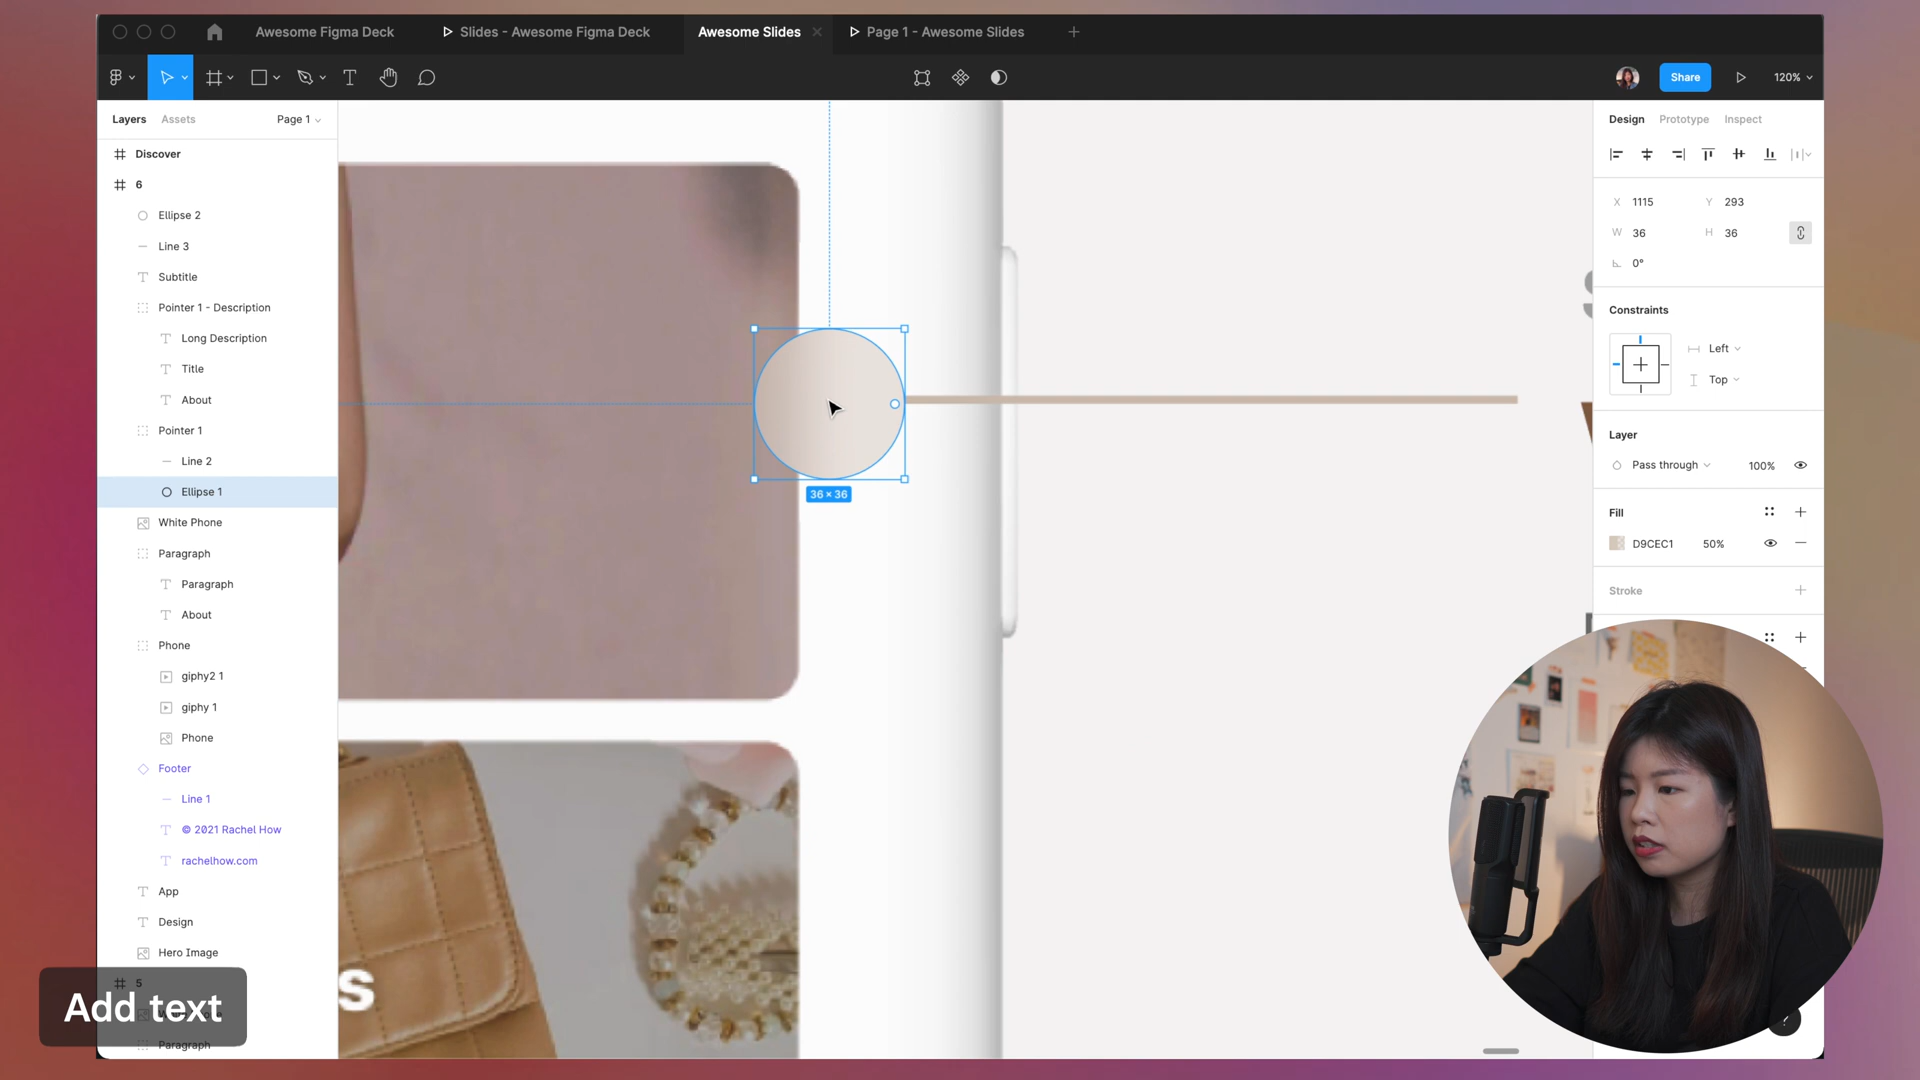 Awesome Figma Deck
Slides - Awesome Figma Deck
Awesome Slides
Page 1 - Awesome Slides
Share
120%
Layers
Assets
Page 1
Discover
6
Ellipse 2
Line 3
Subtitle
Pointer 1 - Description
Long Description
Title
About
Pointer 1
Line 2
Ellipse 1
White Phone
Paragraph
Paragraph
About
Phone
giphy2 1
giphy 1
Phone
Footer
Line 1
© 2021 Rachel How
rachelhow.com
App
Design
Hero Image
5
Paragraph
Add text
s
36 × 36
Design
Prototype
Inspect
X 1115
Y 293
W 36
H 36
0°
Constraints
Left
Top
Layer
Pass through
100%
Fill
D9CEC1
50%
Stroke